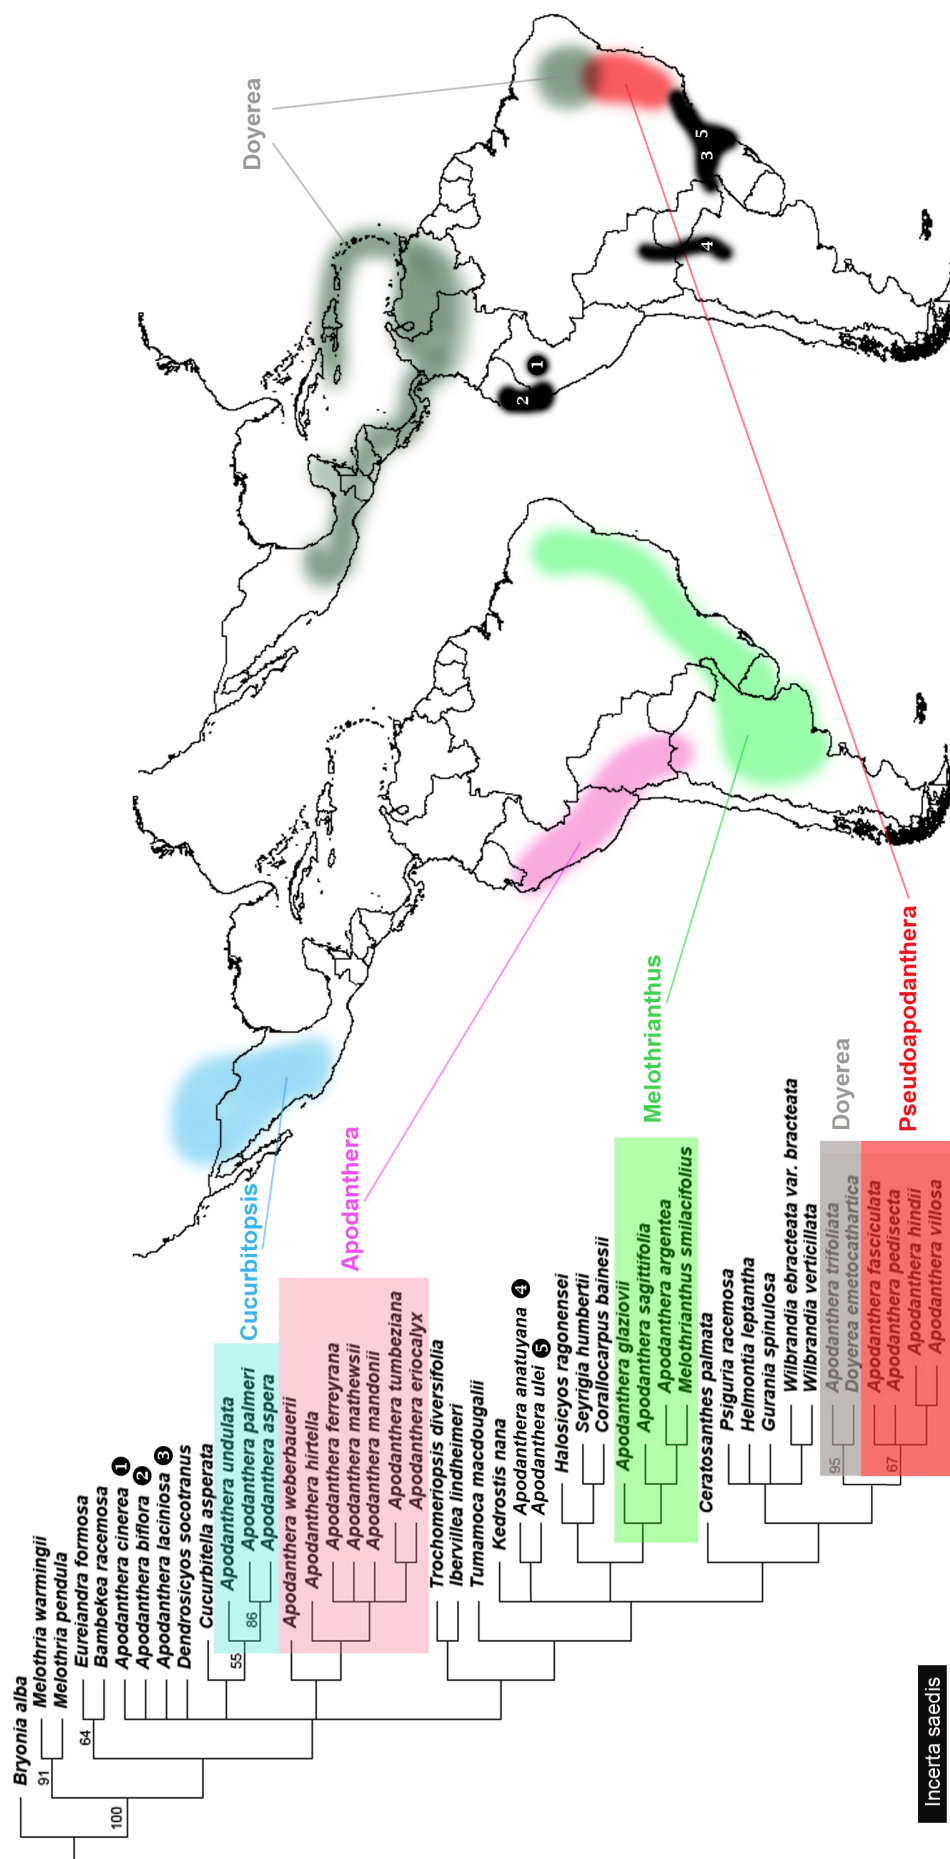 Bryonia alba
Melothria warmingii
Melothria pendula
Eureiandra formosa
Bambekea racemosa
Apodanthera cinerea 1
Apodanthera biflora 2
Apodanthera laciniosa 3
Dendrosicyos socotranus
Cucurbitella asperata
Apodanthera undulata
Apodanthera palmeri
Apodanthera aspera
Apodanthera weberbauerii
Apodanthera hirtella
Apodanthera ferreyrana
Apodanthera mathewsii
Apodanthera mandonii
Apodanthera tumbeziana
Apodanthera eriocalyx
Trochomeriopsis diversifolia
Ibervillea lindheimeri
Tumamoca macdougalii
Kedrostis nana
Apodanthera anatuyana 4
Apodanthera ulei 5
Halosicyos ragonensei
Seyrigia humbertii
Corallocarpus bainesii
Apodanthera glaziovii
Apodanthera sagittifolia
Apodanthera argentea
Melothrianthus smilacifolius
Ceratosanthes palmata
Psiguria racemosa
Helmontia leptantha
Gurania spinulosa
Wilbrandia ebracteata var. bracteata
Wilbrandia verticillata
Apodanthera trifoliata
Doyerea emetocathartica
Apodanthera fasciculata
Apodanthera pedisecta
Apodanthera hindii
Apodanthera villosa
91
100
64
55
86
95
67
Cucurbitopsis
Apodanthera
Melothrianthus
Doyerea
Pseudoapodanthera
Doyerea
1
2
3
4
5
Incerta saedis